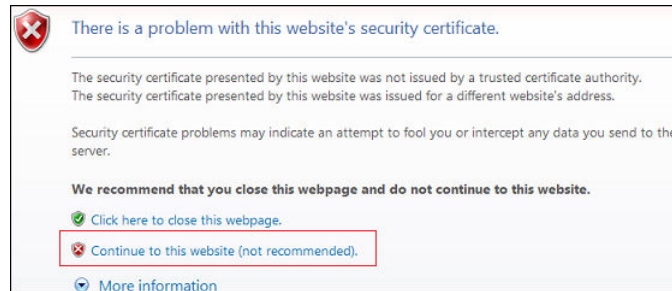 There is a problem with this website's security certificate.
The security certificate presented by this website was not issued by a trusted certificate authority.
The security certificate presented by this website was issued for a different website's address.
Security certificate problems may indicate an attempt to fool you or intercept any data you send to the
server.
We recommend that you close this webpage and do not continue to this website.
Click here to close this webpage.
Continue to this website (not recommended).
More information